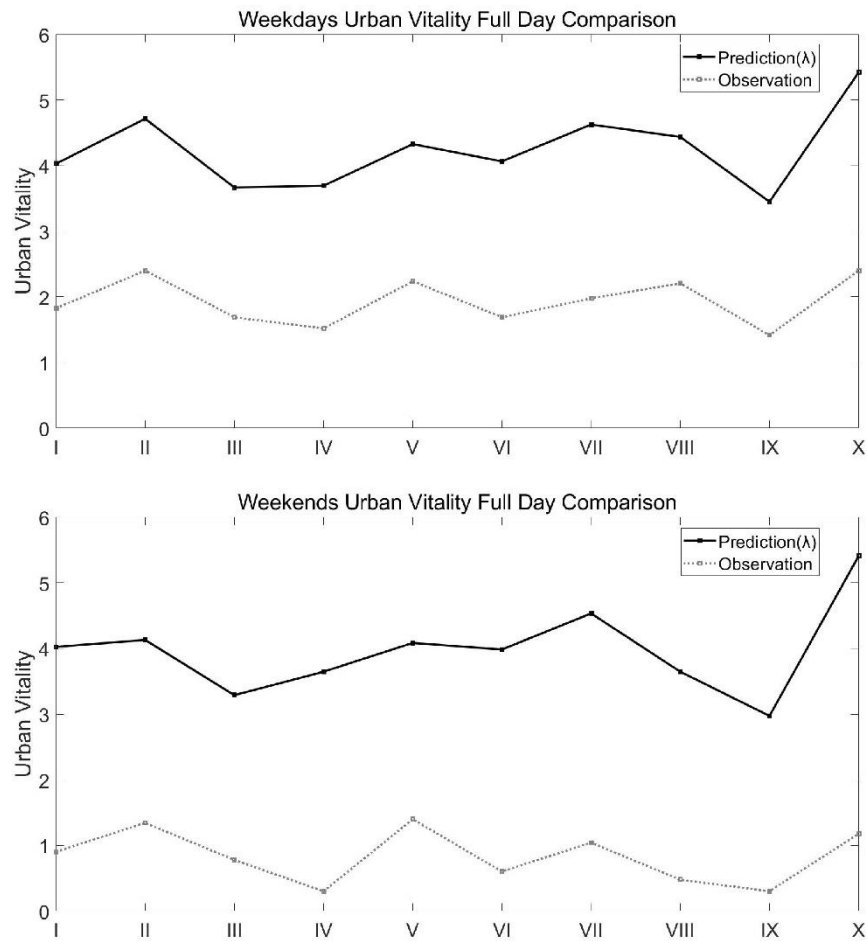 Weekdays Urban Vitality Full Day Comparison
6
Prediction(λ)
Observation
5
4
3
2
1
0
Urban Vitality
I II III IV V VI VII VIII IX X
Weekends Urban Vitality Full Day Comparison
6
Prediction(λ)
Observation
5
4
3
2
1
0
Urban Vitality
I II III IV V VI VII VIII IX X